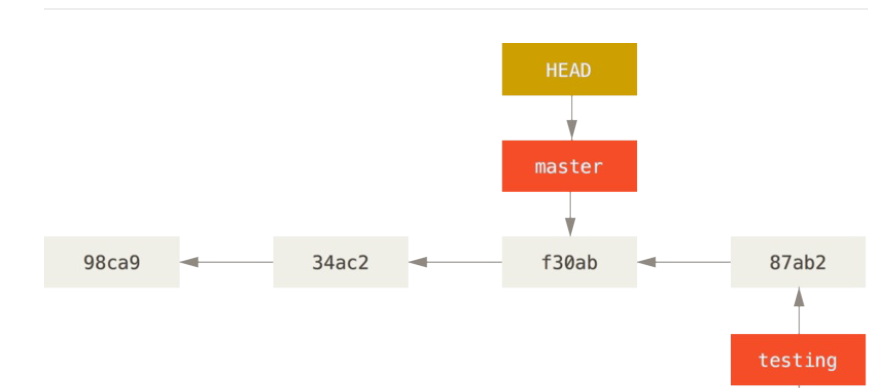 HEAD
master
98ca9
34ac2
f30ab
87ab2
testing